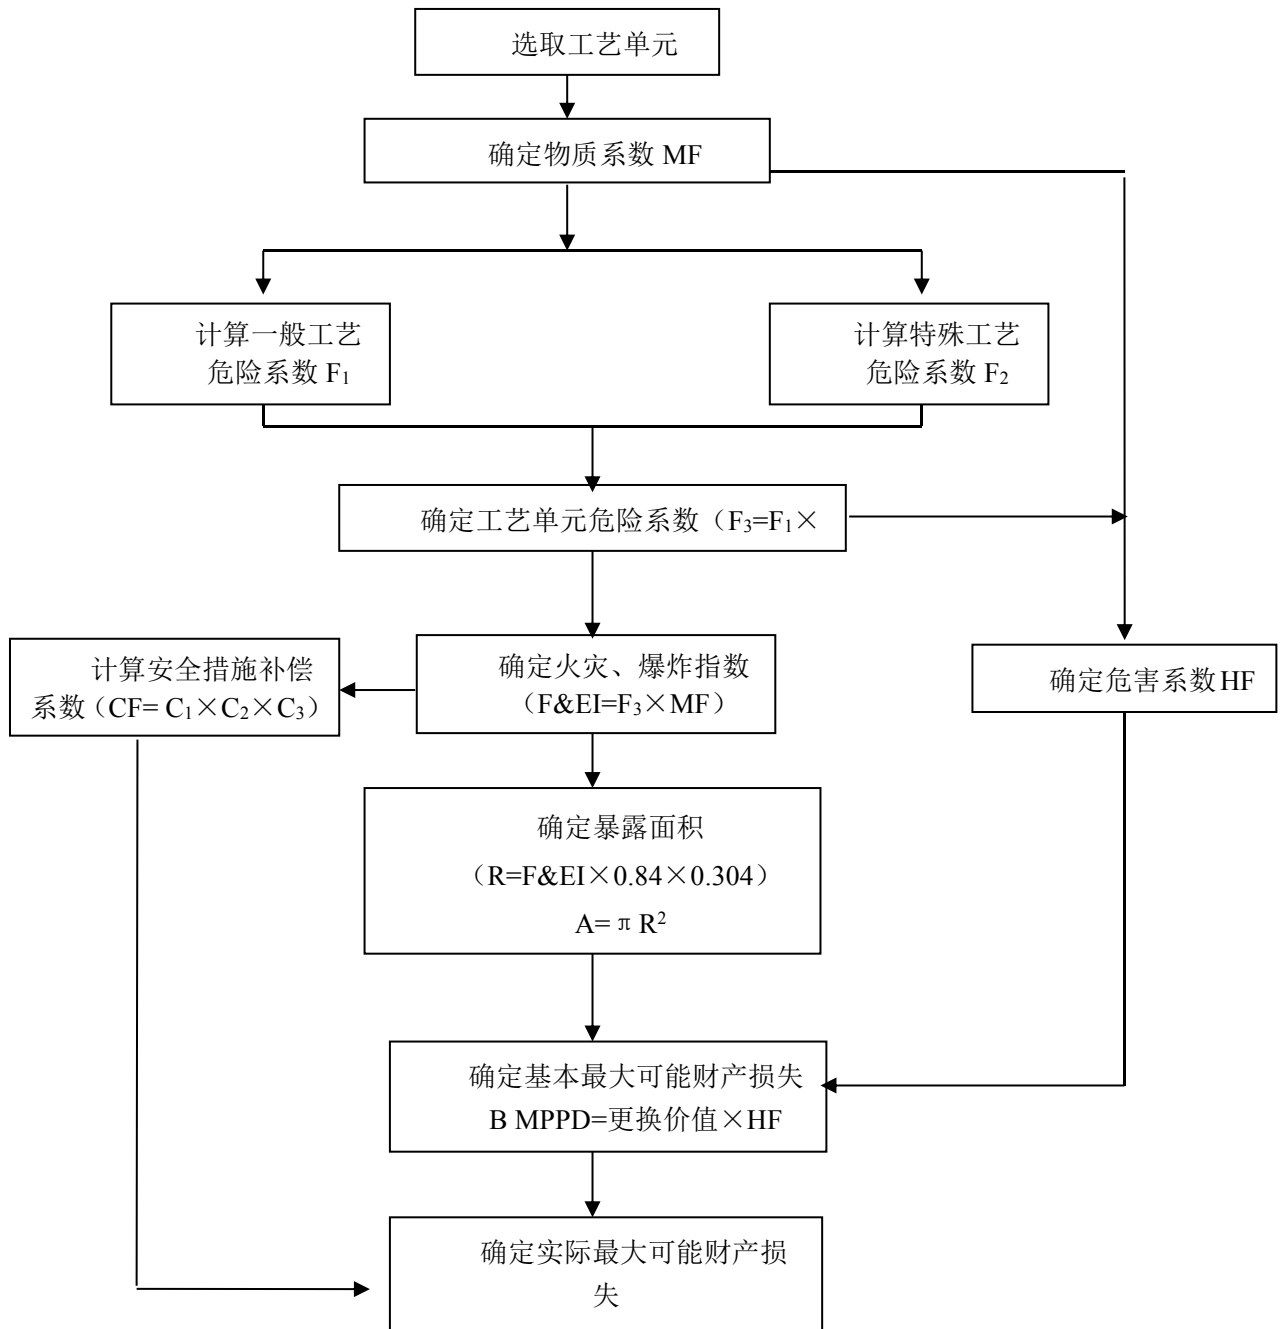 选取工艺单元
确定物质系数 MF
计算一般工艺
危险系数 F₁
计算特殊工艺
危险系数 F₂
确定工艺单元危险系数（F₃=F₁×
计算安全措施补偿
系数（CF= C₁×C₂×C₃）
确定火灾、爆炸指数
（F&EI=F₃×MF）
确定危害系数 HF
确定暴露面积
（R=F&EI×0.84×0.304）
A= π R²
确定基本最大可能财产损失
B MPPD=更换价值×HF
确定实际最大可能财产损
失